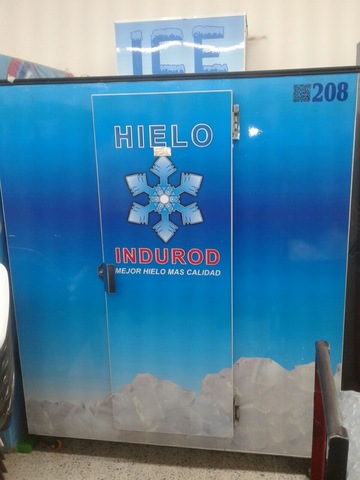 ICE
208
HIELO
INDUROD
MEJOR HIELO MAS CALIDAD